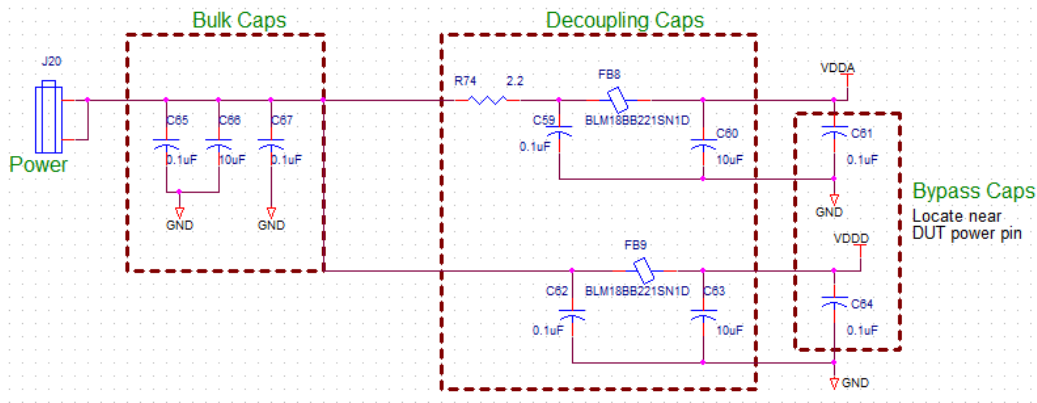 Bulk Caps
Decoupling Caps
J20
Power
C65
0.1uF
C66
10uF
C67
0.1uF
GND
GND
R74 2.2
FB8
BLM18BB221SN1D
C59
0.1uF
C60
10uF
VDDA
C61
0.1uF
GND
Bypass Caps
Locate near
DUT power pin
VDDD
FB9
BLM18BB221SN1D
C62
0.1uF
C63
10uF
C64
0.1uF
GND